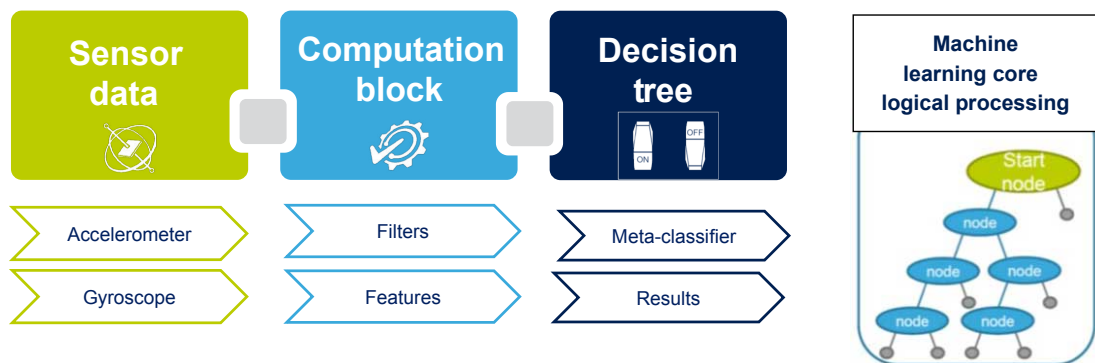 Sensor
data
Computation
block
Decision
tree
ON
OFF
Accelerometer
Gyroscope
Filters
Features
Meta-classifier
Results
Machine
learning core
logical processing
Start
node
node
node
node
node
node